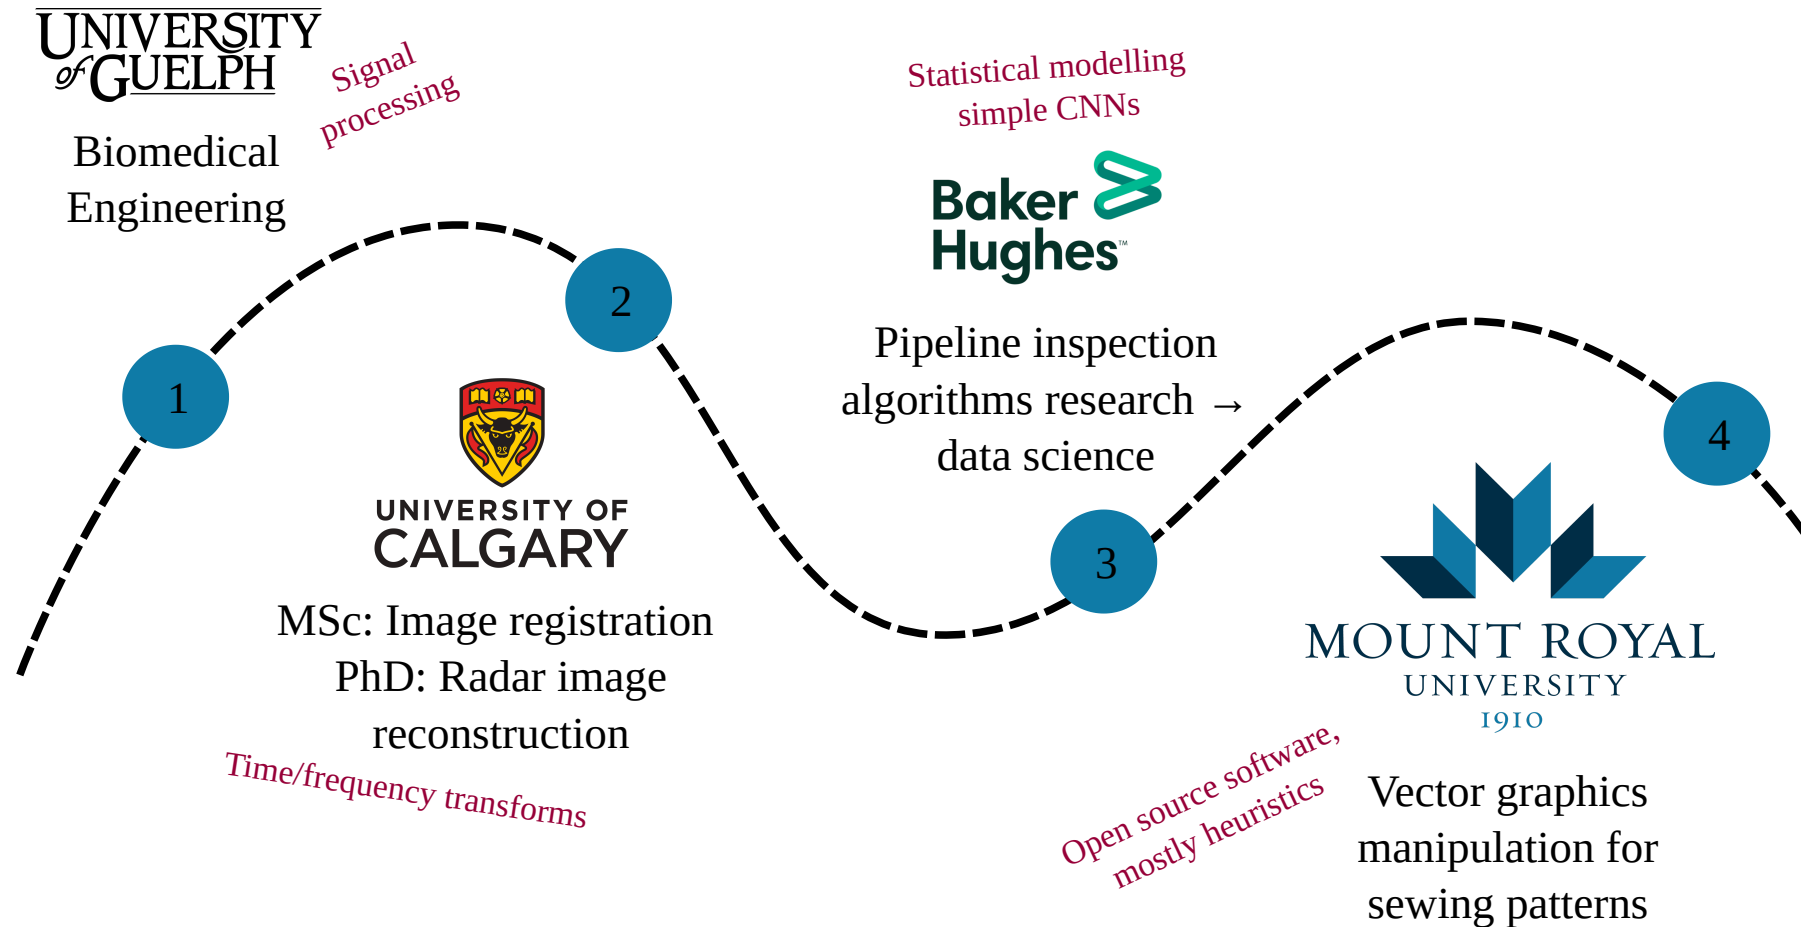 UNIVERSITY
of GUELPH
Biomedical
Engineering
Signal
processing
1
2
UNIVERSITY OF
CALGARY
MSc: Image registration
PhD: Radar image
reconstruction
Time/frequency transforms
Statistical modelling
simple CNNs
Baker
Hughes™
Pipeline inspection
algorithms research →
data science
3
4
MOUNT ROYAL
UNIVERSITY
1910
Vector graphics
manipulation for
sewing patterns
Open source software,
mostly heuristics